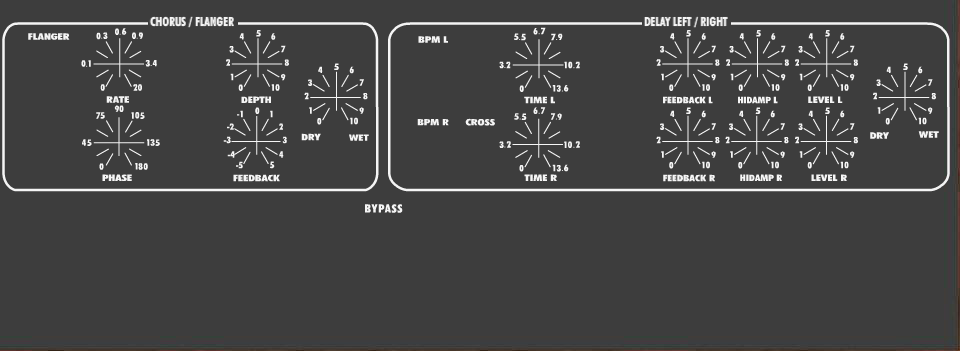 CHORUS / FLANGER
FLANGER
0.3 0.6 0.9
0.1 3.4
0 20
RATE
4 5 6
3 7
2 8
1 9
0 10
DEPTH
75 90 105
45 135
0 180
PHASE
-1 0 1
-2 2
-3 3
-4 4
-5 5
FEEDBACK
4 5 6
3 7
2 8
1 9
0 10
DRY WET
DELAY LEFT / RIGHT
BPM L
5.5 6.7 7.9
3.2 10.2
0 13.6
TIME L
4 5 6
3 7
2 8
1 9
0 10
FEEDBACK L
4 5 6
3 7
2 8
1 9
0 10
HIDAMP L
4 5 6
3 7
2 8
1 9
0 10
LEVEL L
BPM R CROSS
5.5 6.7 7.9
3.2 10.2
0 13.6
TIME R
4 5 6
3 7
2 8
1 9
0 10
FEEDBACK R
4 5 6
3 7
2 8
1 9
0 10
HIDAMP R
4 5 6
3 7
2 8
1 9
0 10
LEVEL R
4 5 6
3 7
2 8
1 9
0 10
DRY WET
BYPASS